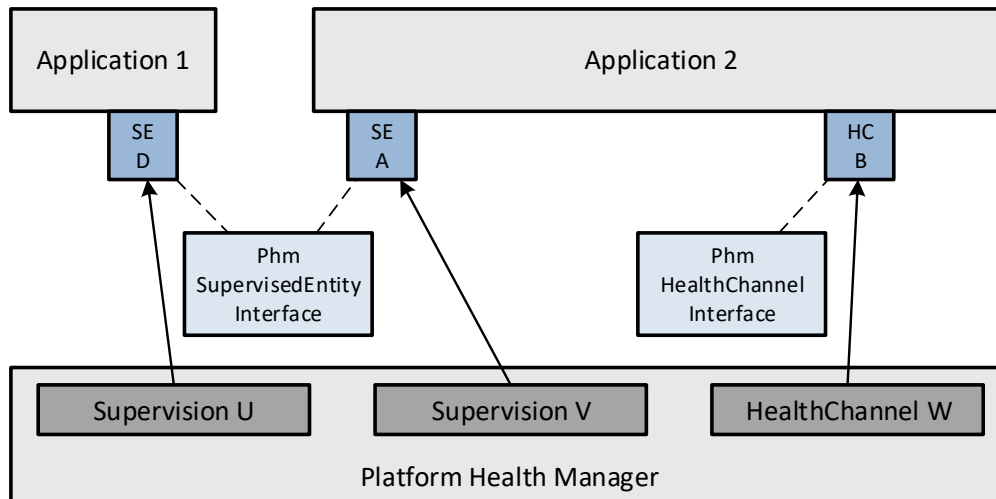 Application 1
Application 2
SE
D
SE
A
HC
B
Phm
SupervisedEntity
Interface
Phm
HealthChannel
Interface
Supervision U
Supervision V
HealthChannel W
Platform Health Manager